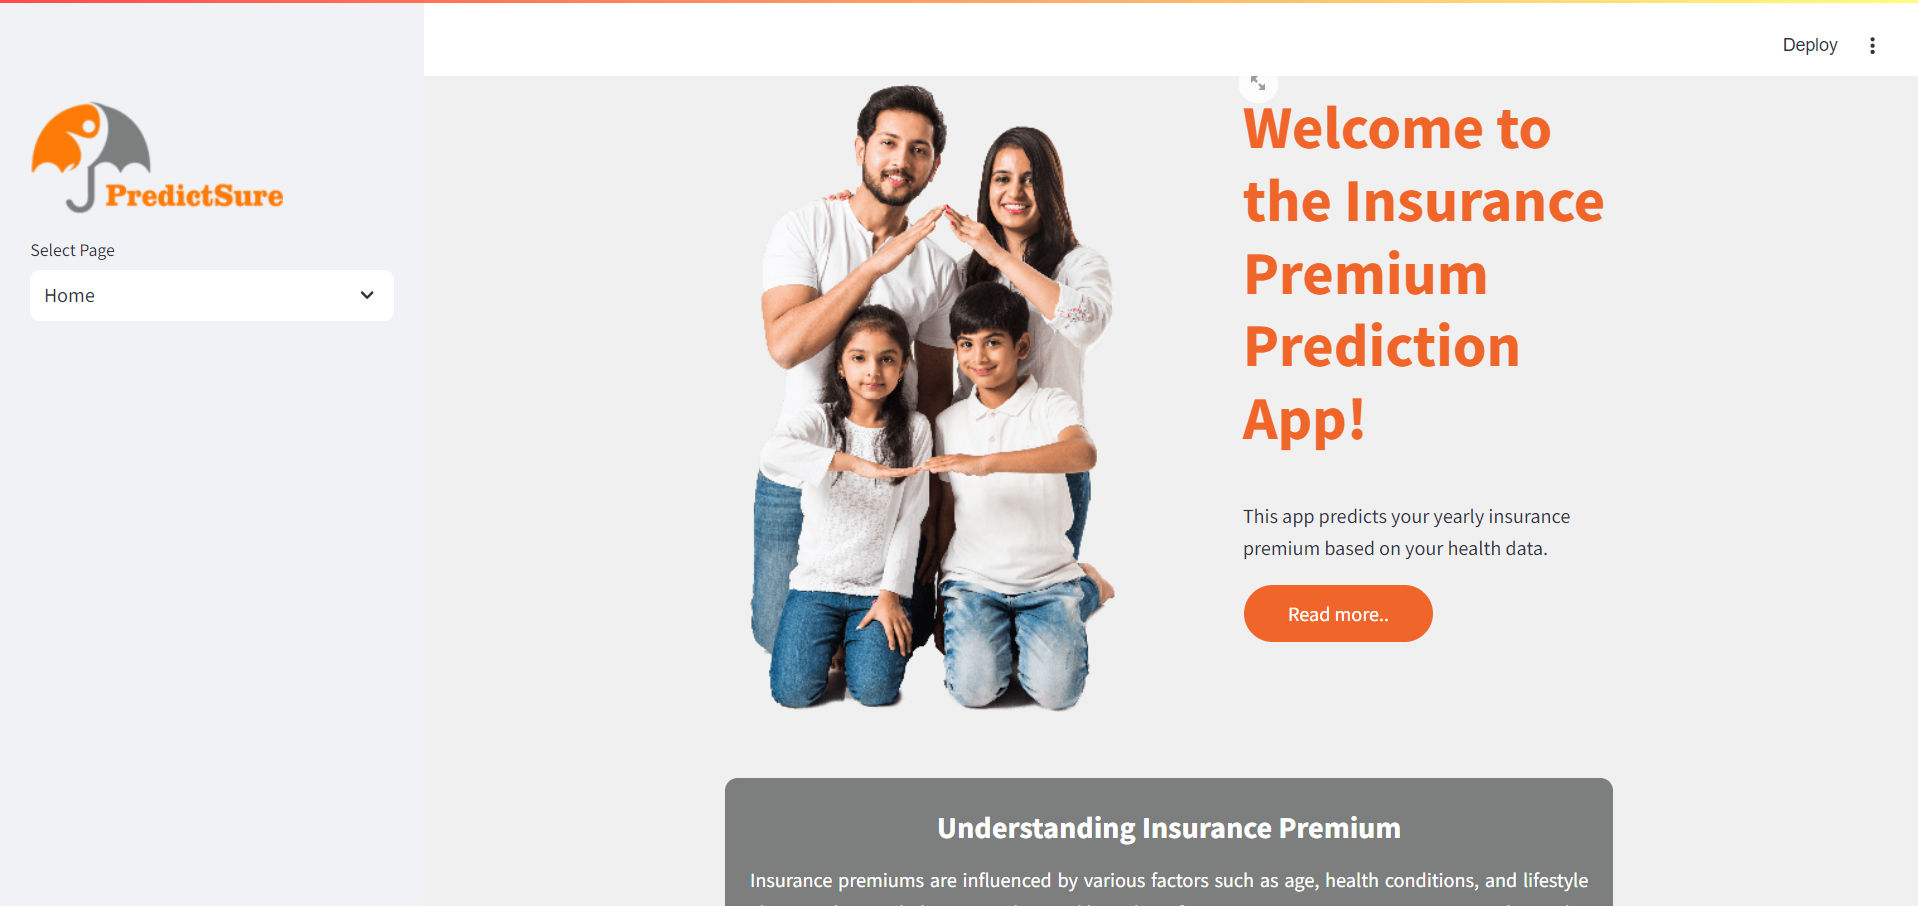 Deploy
PredictSure
Select Page
Home
Welcome to
the Insurance
Premium
Prediction
App!
This app predicts your yearly insurance
premium based on your health data.
Read more..
Understanding Insurance Premium
Insurance premiums are influenced by various factors such as age, health conditions, and lifestyle